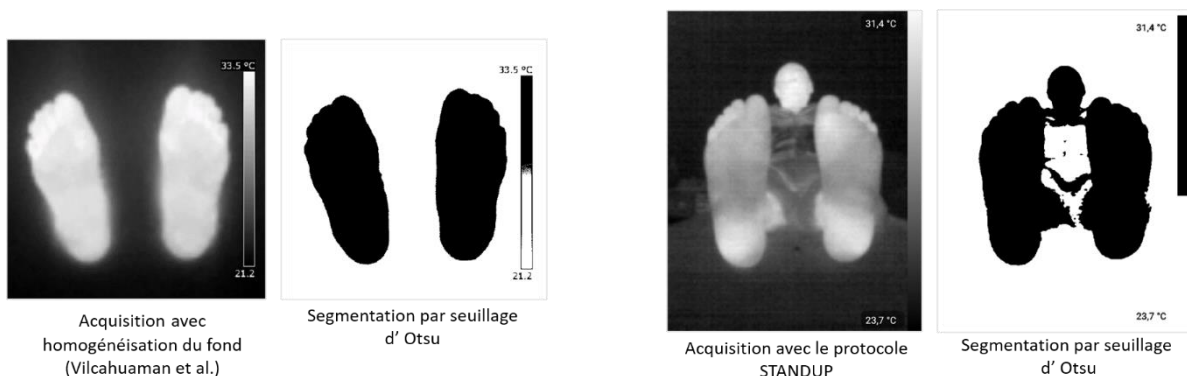 33.5 °C
21.2
33.5 °C
21.2
Acquisition avec
homogénéisation du fond
(Vilcahuaman et al.)
Segmentation par seuillage
d’ Otsu
31,4 °C
23,7 °C
31,4 °C
23,7 °C
Acquisition avec le protocole
STANDUP
Segmentation par seuillage
d’ Otsu